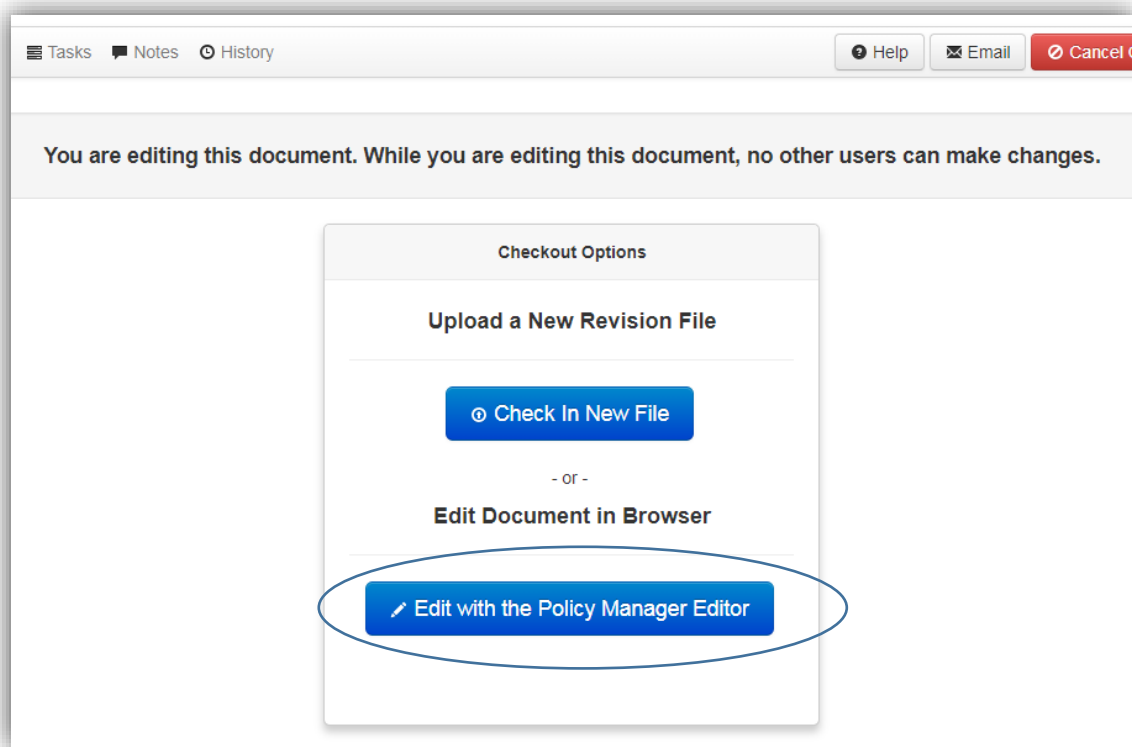 Tasks Notes History Help Email Cancel
You are editing this document. While you are editing this document, no other users can make changes.
Checkout Options
Upload a New Revision File
Check In New File
- or -
Edit Document in Browser
Edit with the Policy Manager Editor